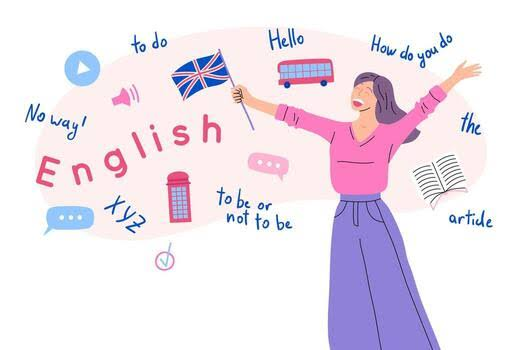 to do
Hello
How do you do
No way!
English
the
XYZ
to be or
not to be
article